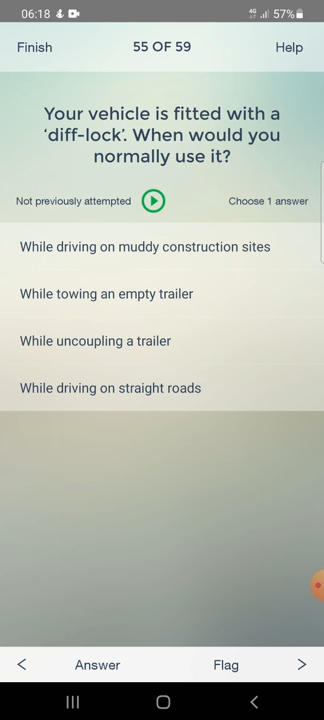 06:18 4G 57%
Finish 55 OF 59 Help
Your vehicle is fitted with a
‘diff-lock’. When would you
normally use it?
Not previously attempted Choose 1 answer
While driving on muddy construction sites
While towing an empty trailer
While uncoupling a trailer
While driving on straight roads
< Answer Flag >